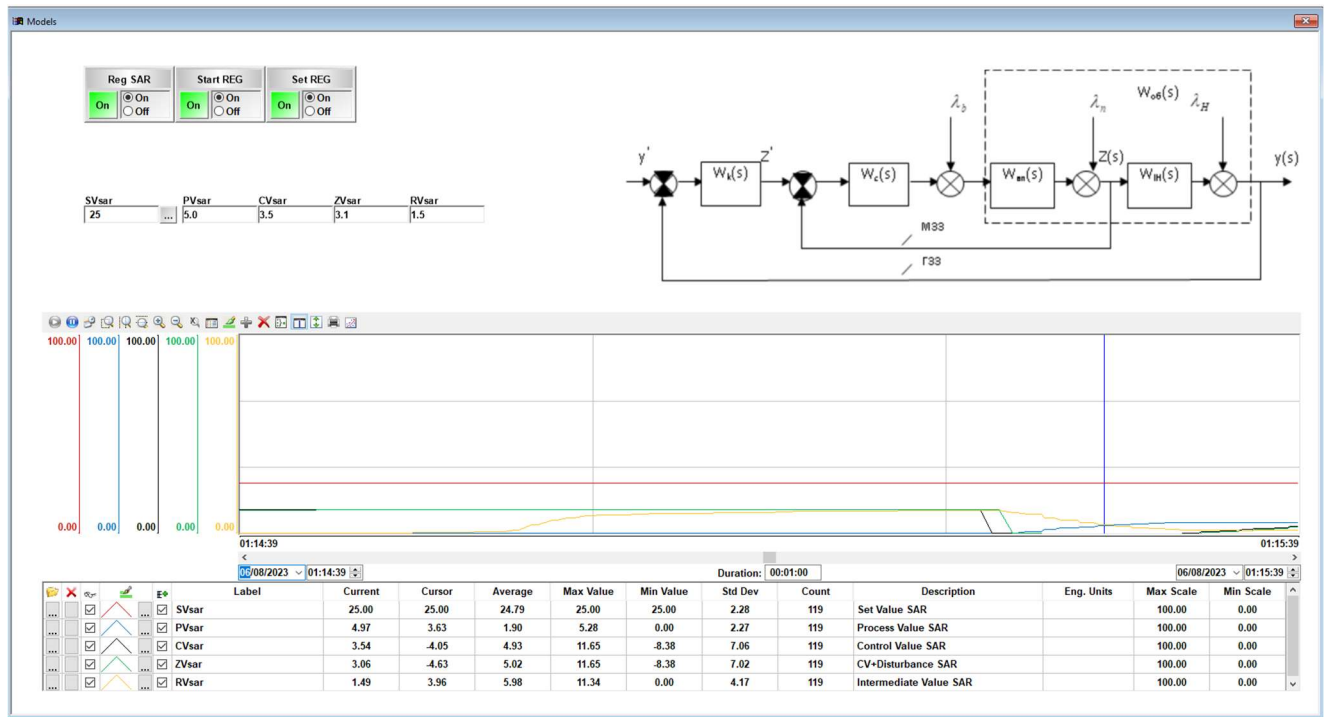 Models
Reg SAR Start REG Set REG
On On Off On On Off On On Off
SVsar PVsar CVsar ZVsar RVsar
25 ... 5.0 3.5 3.1 1.5
Wоб(s)
λb λn λH
y' Z' Z(s) y(s)
Wk(s) Wc(s) Wвп(s) WІН(s)
МЗЗ
ГЗЗ
100.00 100.00 100.00 100.00 100.00
0.00 0.00 0.00 0.00 0.00
01:14:39 01:15:39
06/08/2023 01:14:39 Duration: 00:01:00 06/08/2023 01:15:39
Label Current Cursor Average Max Value Min Value Std Dev Count Description Eng. Units Max Scale Min Scale
... ... SVsar 25.00 25.00 24.79 25.00 25.00 2.28 119 Set Value SAR 100.00 0.00
... ... PVsar 4.97 3.63 1.90 5.28 0.00 2.27 119 Process Value SAR 100.00 0.00
... ... CVsar 3.54 -4.05 4.93 11.65 -8.38 7.06 119 Control Value SAR 100.00 0.00
... ... ZVsar 3.06 -4.63 5.02 11.65 -8.38 7.02 119 CV+Disturbance SAR 100.00 0.00
... ... RVsar 1.49 3.96 5.98 11.34 0.00 4.17 119 Intermediate Value SAR 100.00 0.00